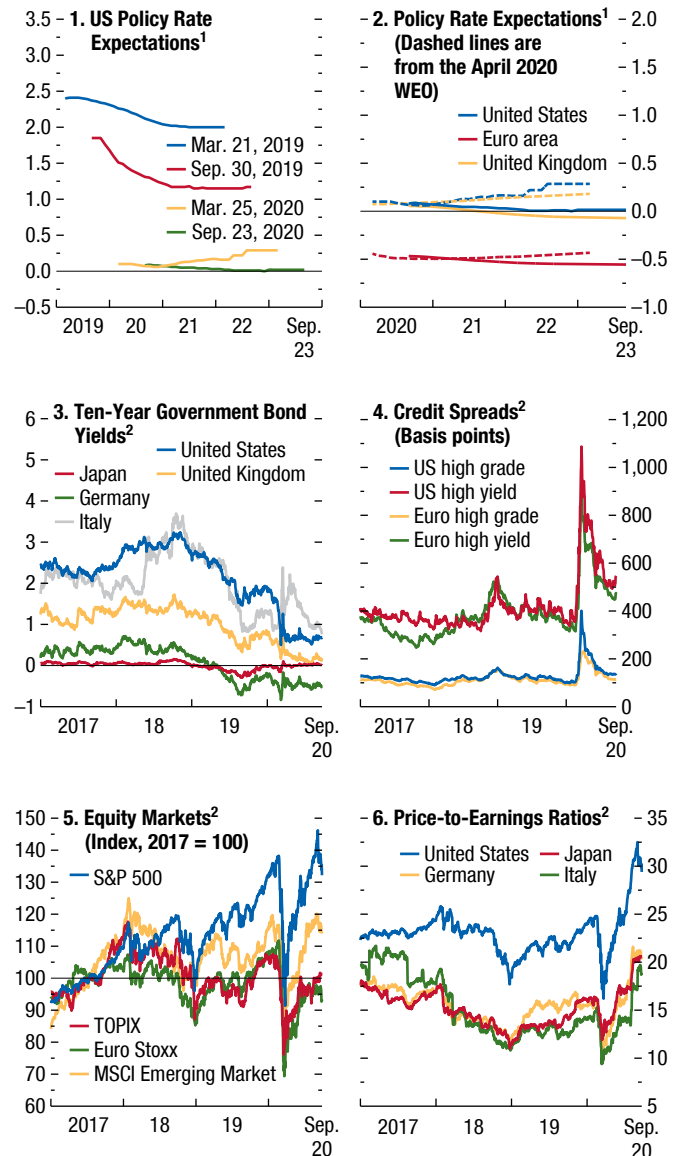 1. US Policy Rate
Expectations1
3.5
3.0
2.5
2.0
1.5
1.0
0.5
0.0
–0.5
Mar. 21, 2019
Sep. 30, 2019
Mar. 25, 2020
Sep. 23, 2020
2019
20
21
22
Sep.
23
2. Policy Rate Expectations1
(Dashed lines are
from the April 2020
WEO)
United States
Euro area
United Kingdom
2.0
1.5
1.0
0.5
0.0
–0.5
–1.0
2020
21
22
Sep.
23
3. Ten-Year Government Bond
Yields2
6
5
4
3
2
1
0
–1
United States
Japan
United Kingdom
Germany
Italy
2017
18
19
Sep.
20
4. Credit Spreads2
(Basis points)
US high grade
US high yield
Euro high grade
Euro high yield
1,200
1,000
800
600
400
200
0
2017
18
19
Sep.
20
5. Equity Markets2
(Index, 2017 = 100)
150
140
130
120
110
100
90
80
70
60
S&P 500
TOPIX
Euro Stoxx
MSCI Emerging Market
2017
18
19
Sep.
20
6. Price-to-Earnings Ratios2
United States
Japan
Germany
Italy
35
30
25
20
15
10
5
2017
18
19
Sep.
20